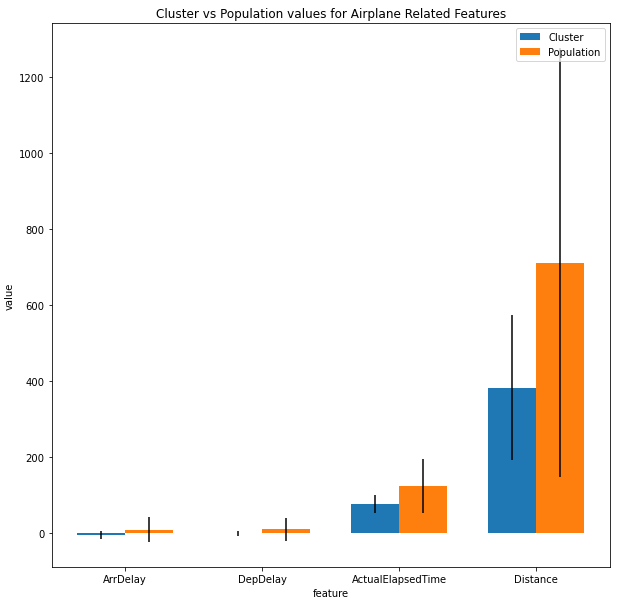 Cluster vs Population values for Airplane Related Features
Cluster
Population
1200
1000
800
600
400
200
0
value
ArrDelay DepDelay ActualElapsedTime Distance
feature